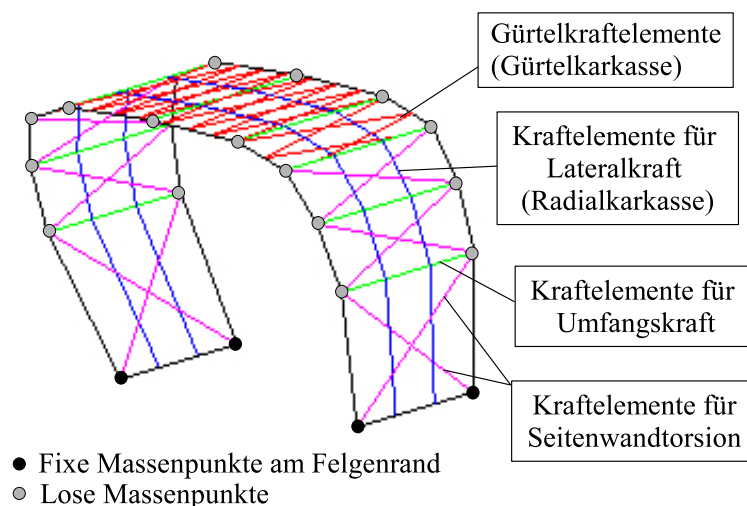 Gürtelkraftelemente
(Gürtelkarkasse)
Kraftelemente für
Lateralkraft
(Radialkarkasse)
Kraftelemente für
Umfangskraft
Kraftelemente für
Seitenwandtorsion
Fixe Massenpunkte am Felgenrand
Lose Massenpunkte